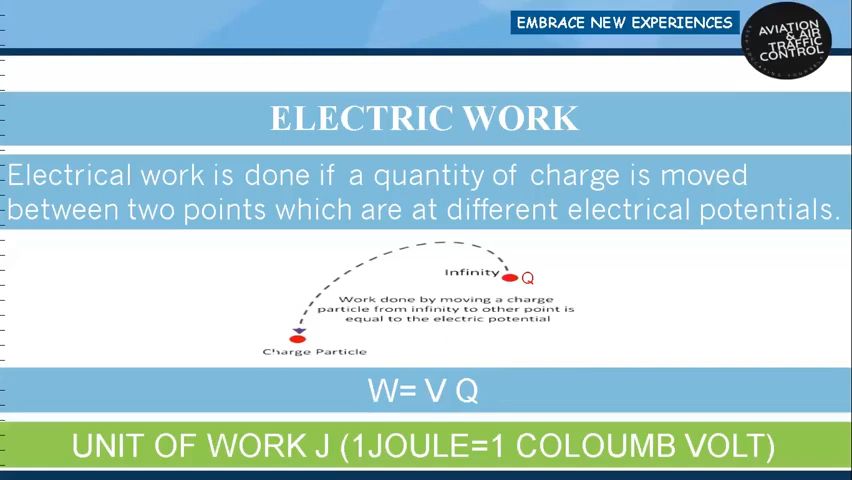 EMBRACE NEW EXPERIENCES
AVIATION
& AIR
TRAFFIC
CONTROL
ELECTRIC WORK
Electrical work is done if a quantity of charge is moved
between two points which are at different electrical potentials.
Infinity
Q
Work done by moving a charge
particle from infinity to other point is
equal to the electric potential
Charge Particle
W= V Q
UNIT OF WORK J (1JOULE=1 COLOUMB VOLT)